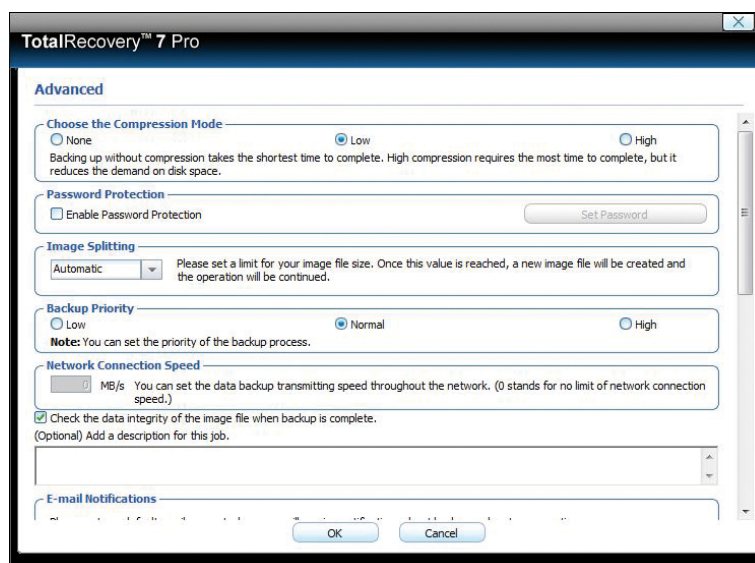 TotalRecovery™ 7 Pro
Advanced
Choose the Compression Mode
None Low High
Backing up without compression takes the shortest time to complete. High compression requires the most time to complete, but it
reduces the demand on disk space.
Password Protection
Enable Password Protection Set Password
Image Splitting
Automatic
Please set a limit for your image file size. Once this value is reached, a new image file will be created and
the operation will be continued.
Backup Priority
Low Normal High
Note: You can set the priority of the backup process.
Network Connection Speed
0 MB/s You can set the data backup transmitting speed throughout the network. (0 stands for no limit of network connection
speed.)
Check the data integrity of the image file when backup is complete.
(Optional) Add a description for this job.
E-mail Notifications
OK Cancel